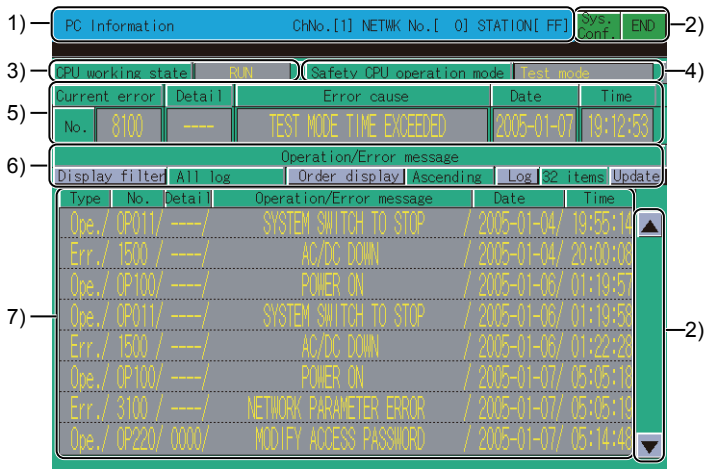 1) PC Information ChNo.[1] NETWK No.[ 0] STATION[ FF] Sys. Conf. END 2)
3) CPU working state RUN Safety CPU operation mode Test mode 4)
Current error Detail Error cause Date Time
5) No. 8100 ---- TEST MODE TIME EXCEEDED 2005-01-07 19:12:53
Operation/Error message
6) Display filter All log Order display Ascending Log 32 items Update
Type No. Detail Operation/Error message Date Time
Ope./ OP011/ ----/ SYSTEM SWITCH TO STOP / 2005-01-04/ 19:55:14
Err./ 1500 / ----/ AC/DC DOWN / 2005-01-04/ 20:00:08
Ope./ OP100/ ----/ POWER ON / 2005-01-06/ 01:19:57
7) Ope./ OP011/ ----/ SYSTEM SWITCH TO STOP / 2005-01-06/ 01:19:58 2)
Err./ 1500 / ----/ AC/DC DOWN / 2005-01-06/ 01:22:28
Ope./ OP100/ ----/ POWER ON / 2005-01-07/ 05:05:18
Err./ 3100 / ----/ NETWORK PARAMETER ERROR / 2005-01-07/ 05:05:19
Ope./ OP220/ 0000/ MODIFY ACCESS PASSWORD / 2005-01-07/ 05:14:48